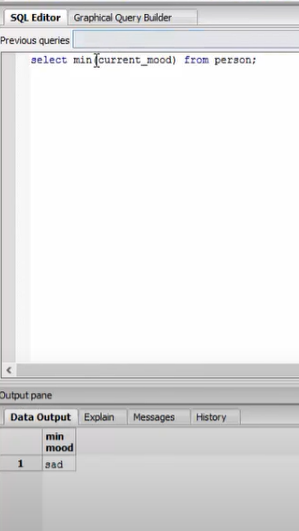 SQL Editor Graphical Query Builder
Previous queries
select min(current_mood) from person;
Output pane
Data Output Explain Messages History
min
mood
1 sad